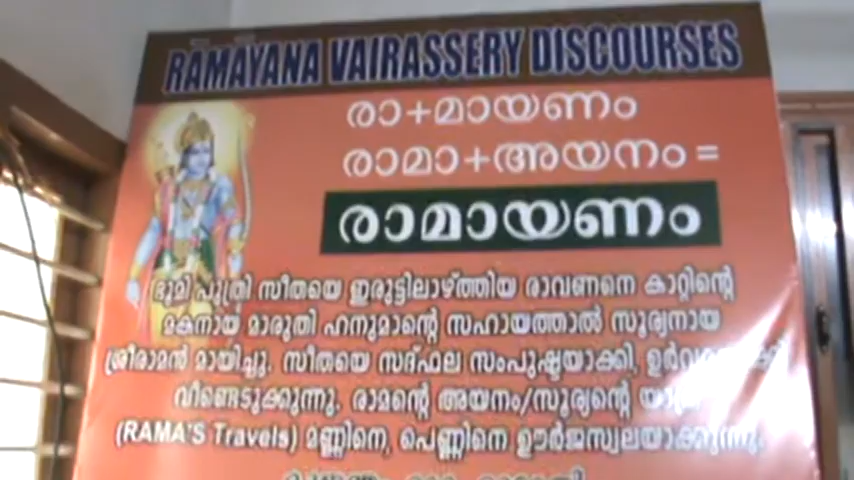 RAMAYANA VAIRASSERY DISCOURSES
രാ+മായണം
രാമാ+അയനം =
രാമായണം
ഭൂമി പുത്രി സീതയെ ഇരുട്ടിലാഴ്ത്തിയ രാവണനെ കാറ്റിന്റെ
മകനായ മാരുതി ഹനുമാന്റെ സഹായത്താൽ സൂര്യനായ
ശ്രീരാമൻ മായിച്ചു. സീതയെ സദ്ഫല സംപുഷ്ടയാക്കി,
വീണ്ടെടുക്കുന്നു. രാമന്റെ അയനം/സൂര്യന്റെ
(RAMA'S Travels) മണ്ണിനെ, പെണ്ണിനെ ഊർജസ്വലയാക്കുന്നു.